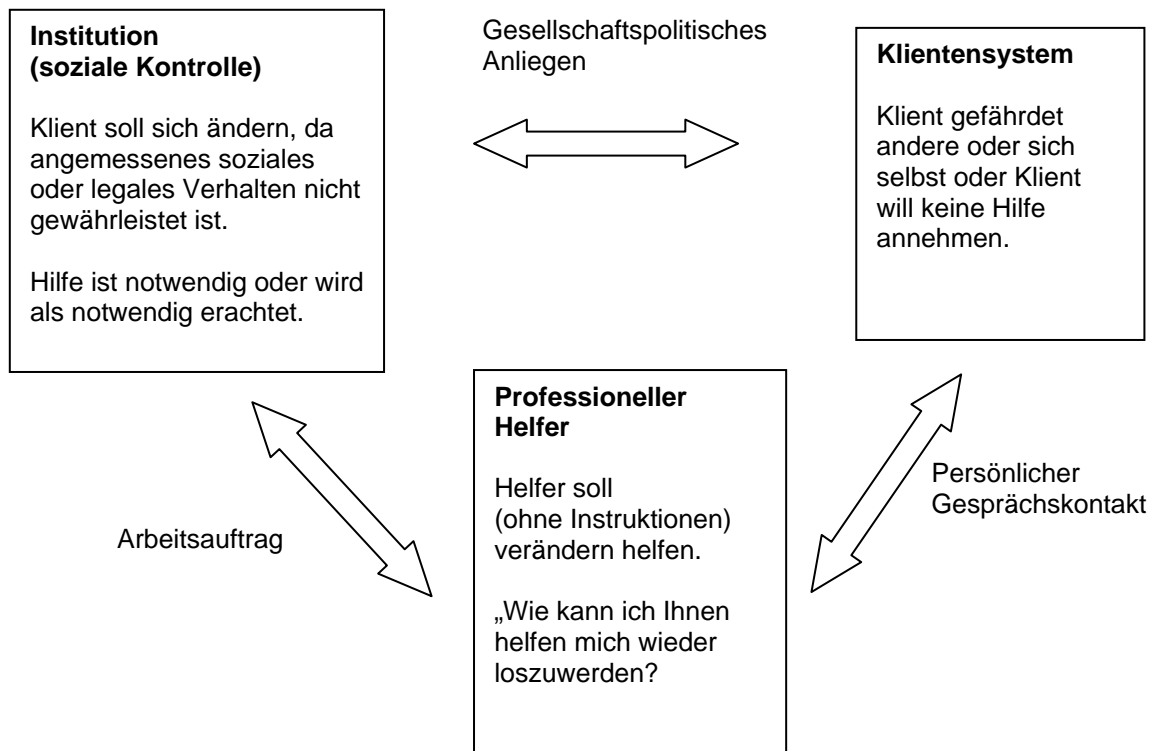 Institution
(soziale Kontrolle)
Klient soll sich ändern, da
angemessenes soziales
oder legales Verhalten nicht
gewährleistet ist.
Hilfe ist notwendig oder wird
als notwendig erachtet.
Gesellschaftspolitisches
Anliegen
Klientensystem
Klient gefährdet
andere oder sich
selbst oder Klient
will keine Hilfe
annehmen.
Arbeitsauftrag
Professioneller
Helfer
Helfer soll
(ohne Instruktionen)
verändern helfen.
„Wie kann ich Ihnen
helfen mich wieder
loszuwerden?
Persönlicher
Gesprächskontakt